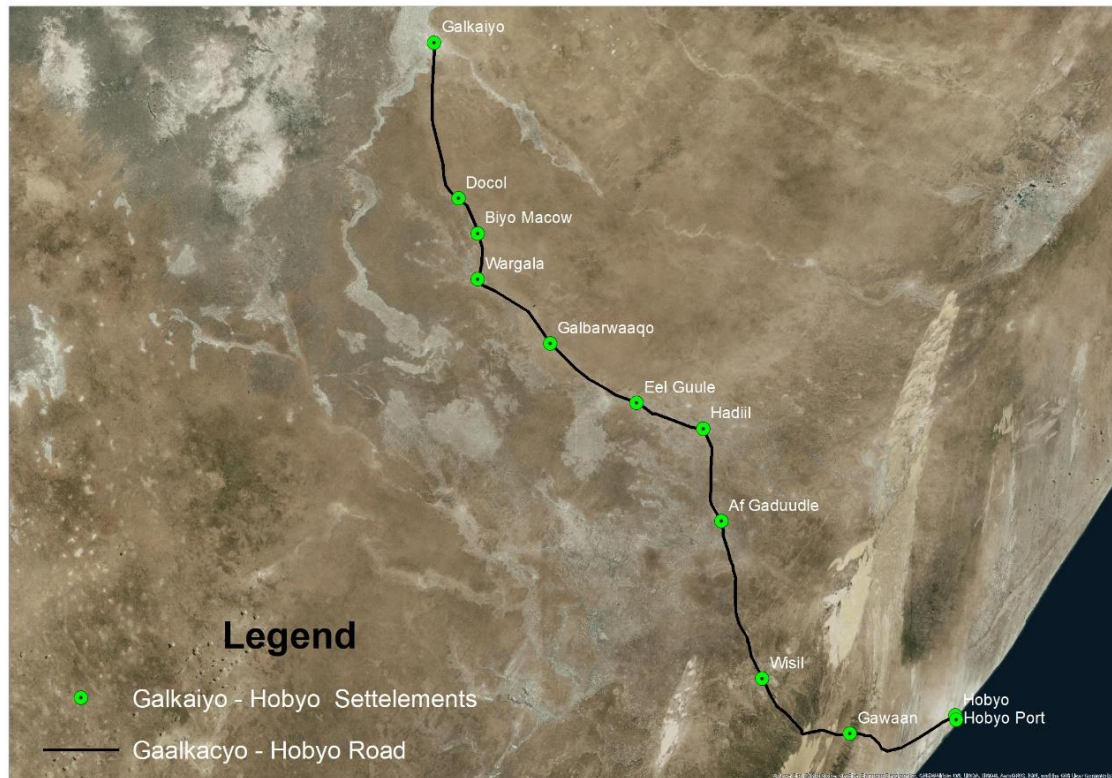 Galkaiyo
Docol
Biyo Macow
Wargala
Galbarwaaqo
Eel Guule
Hadiil
Af Gaduudle
Wisil
Gawaan
Hobyo
Hobyo Port
Legend
Galkaiyo - Hobyo Settelements
Gaalkacyo - Hobyo Road